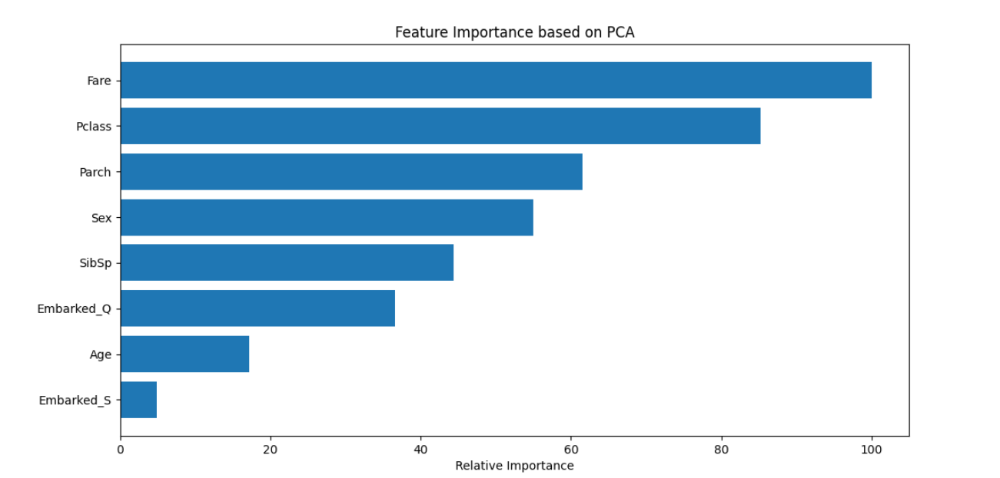 Feature Importance based on PCA
Fare
Pclass
Parch
Sex
SibSp
Embarked_Q
Age
Embarked_S
0 20 40 60 80 100
Relative Importance